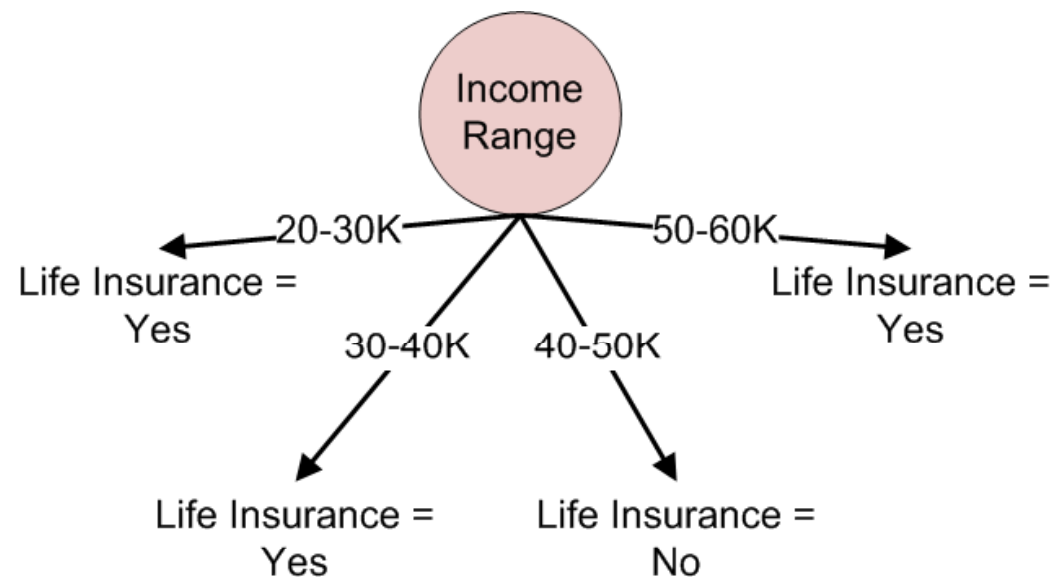 Income
Range
20-30K
50-60K
Life Insurance =
Yes
Life Insurance =
Yes
30-40K
40-50K
Life Insurance =
Yes
Life Insurance =
No